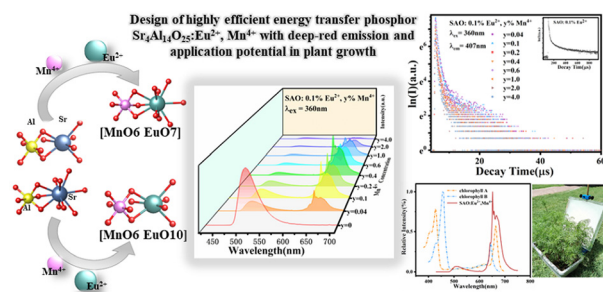 Design of highly efficient energy transfer phosphor
Sr4Al14O25:Eu²⁺, Mn⁴⁺ with deep-red emission and
application potential in plant growth
Mn⁴⁺
Eu²⁺
Al
Sr
[MnO6 EuO7]
Al
Sr
[MnO6 EuO10]
Mn⁴⁺
Eu²⁺
SAO: 0.1% Eu²⁺, y% Mn⁴⁺
λex = 360nm
Intensity(a.u.)
Mn⁴⁺ Concentration
y=4.0
y=2.0
y=1.0
y=0.6
y=0.4
y=0.2
y=0.1
y=0.04
y=0
450 500 550 600 650 700
SAO: 0.1% Eu²⁺, y% Mn⁴⁺
λex = 360nm
λem = 407nm
y=0.04
y=0.1
y=0.2
y=0.4
y=0.6
y=1.0
y=2.0
y=4.0
SAO: 0.1% Eu²⁺
Decay Time(μs)
ln(I)(a.u.)
20 40 60
Decay Time(μs)
chlorophyll A
chlorophyll B
SAO:Eu²⁺,Mn⁴⁺
Relative Intensity(%)
400 500 600 700 800